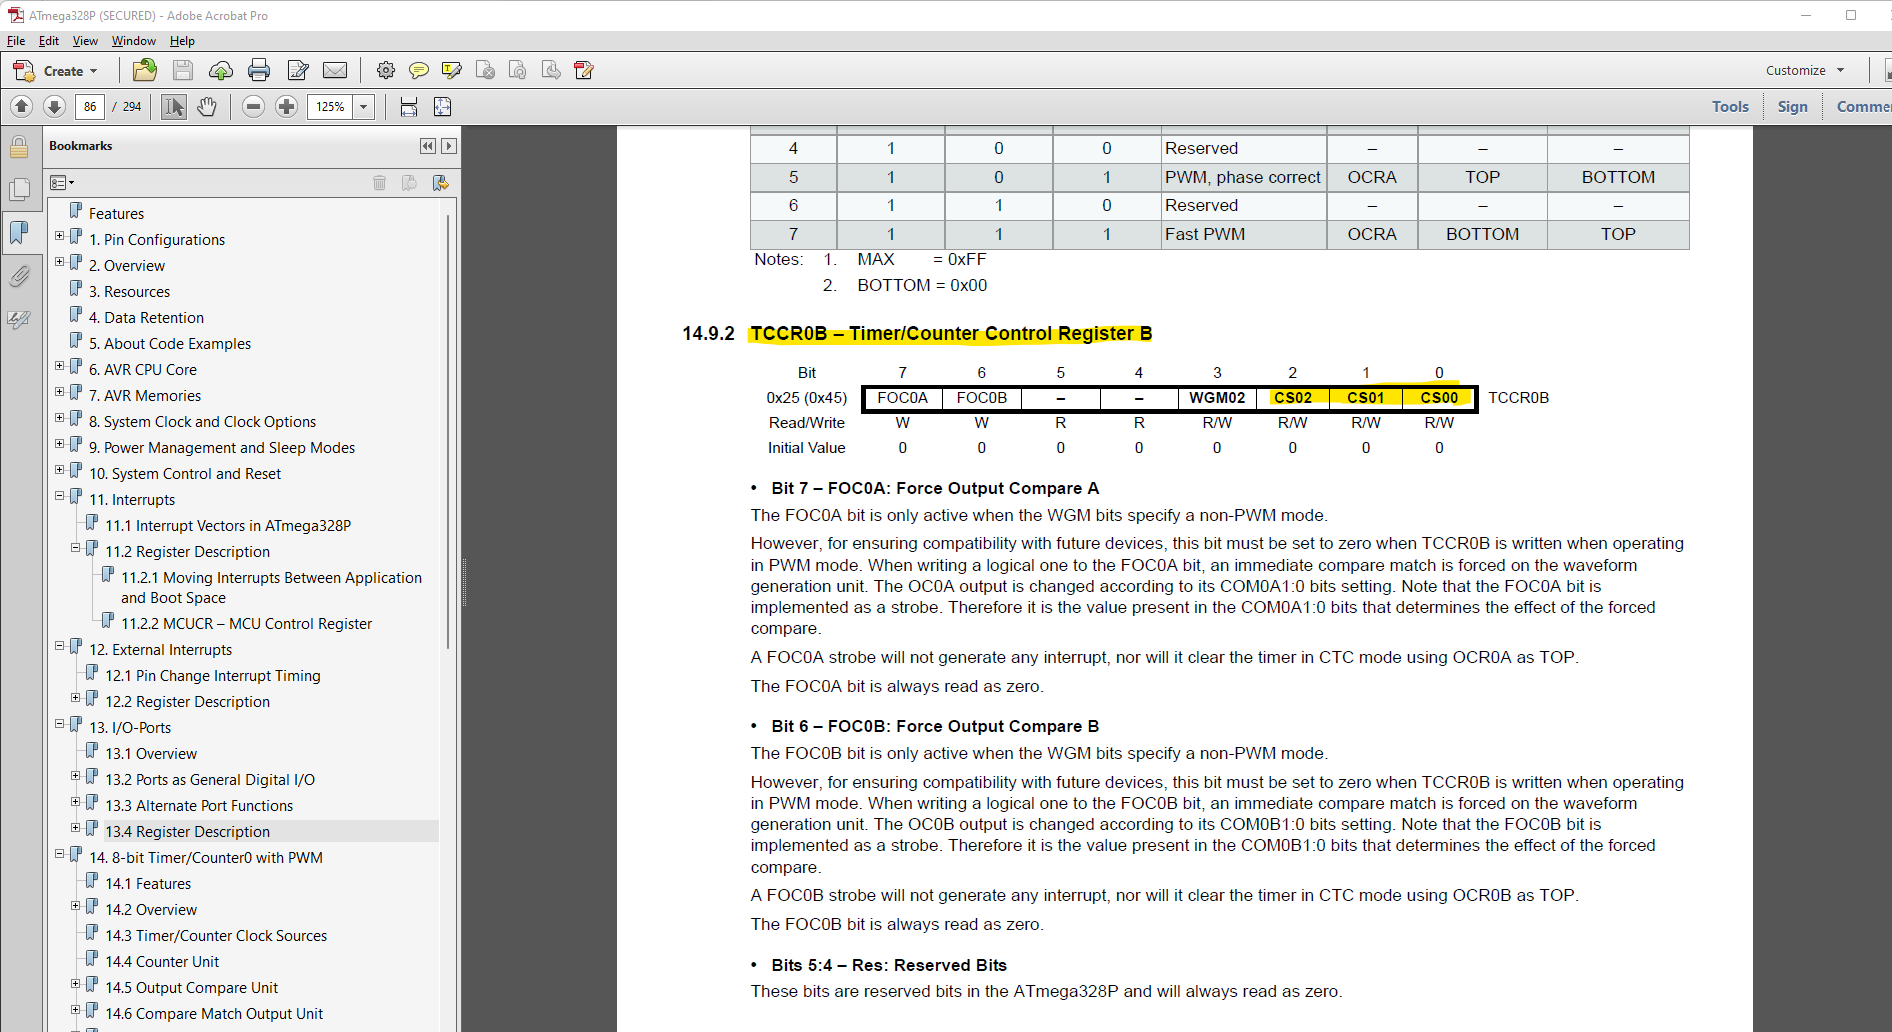 ATmega328P (SECURED) - Adobe Acrobat Pro
File Edit View Window Help
Create
Customize
86 / 294
125%
Tools Sign
Bookmarks
Features
1. Pin Configurations
2. Overview
3. Resources
4. Data Retention
5. About Code Examples
6. AVR CPU Core
7. AVR Memories
8. System Clock and Clock Options
9. Power Management and Sleep Modes
10. System Control and Reset
11. Interrupts
11.1 Interrupt Vectors in ATmega328P
11.2 Register Description
11.2.1 Moving Interrupts Between Application
and Boot Space
11.2.2 MCUCR – MCU Control Register
12. External Interrupts
12.1 Pin Change Interrupt Timing
12.2 Register Description
13. I/O-Ports
13.1 Overview
13.2 Ports as General Digital I/O
13.3 Alternate Port Functions
13.4 Register Description
14. 8-bit Timer/Counter0 with PWM
14.1 Features
14.2 Overview
14.3 Timer/Counter Clock Sources
14.4 Counter Unit
14.5 Output Compare Unit
14.6 Compare Match Output Unit
4 1 0 0 Reserved – – –
5 1 0 1 PWM, phase correct OCRA TOP BOTTOM
6 1 1 0 Reserved – – –
7 1 1 1 Fast PWM OCRA BOTTOM TOP
Notes: 1. MAX = 0xFF
2. BOTTOM = 0x00
14.9.2 TCCR0B – Timer/Counter Control Register B
Bit 7 6 5 4 3 2 1 0
0x25 (0x45) FOC0A FOC0B – – WGM02 CS02 CS01 CS00 TCCR0B
Read/Write W W R R R/W R/W R/W R/W
Initial Value 0 0 0 0 0 0 0 0
• Bit 7 – FOC0A: Force Output Compare A
The FOC0A bit is only active when the WGM bits specify a non-PWM mode.
However, for ensuring compatibility with future devices, this bit must be set to zero when TCCR0B is written when operating
in PWM mode. When writing a logical one to the FOC0A bit, an immediate compare match is forced on the waveform
generation unit. The OC0A output is changed according to its COM0A1:0 bits setting. Note that the FOC0A bit is
implemented as a strobe. Therefore it is the value present in the COM0A1:0 bits that determines the effect of the forced
compare.
A FOC0A strobe will not generate any interrupt, nor will it clear the timer in CTC mode using OCR0A as TOP.
The FOC0A bit is always read as zero.
• Bit 6 – FOC0B: Force Output Compare B
The FOC0B bit is only active when the WGM bits specify a non-PWM mode.
However, for ensuring compatibility with future devices, this bit must be set to zero when TCCR0B is written when operating
in PWM mode. When writing a logical one to the FOC0B bit, an immediate compare match is forced on the waveform
generation unit. The OC0B output is changed according to its COM0B1:0 bits setting. Note that the FOC0B bit is
implemented as a strobe. Therefore it is the value present in the COM0B1:0 bits that determines the effect of the forced
compare.
A FOC0B strobe will not generate any interrupt, nor will it clear the timer in CTC mode using OCR0B as TOP.
The FOC0B bit is always read as zero.
• Bits 5:4 – Res: Reserved Bits
These bits are reserved bits in the ATmega328P and will always read as zero.